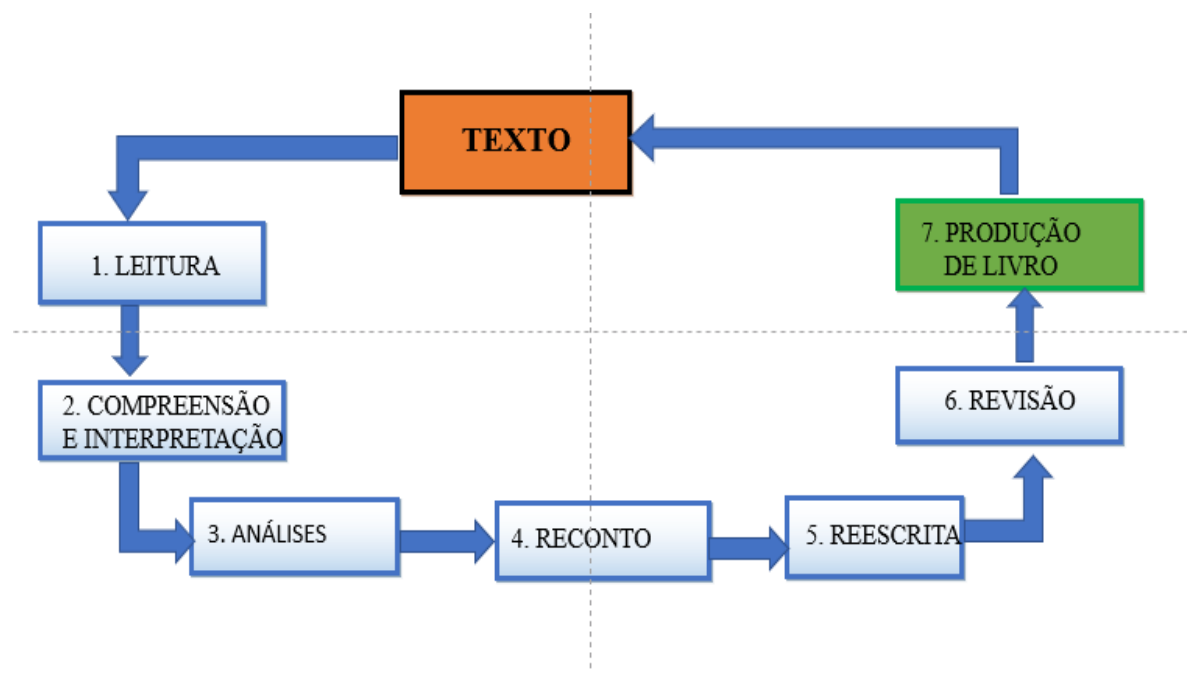 TEXTO
1. LEITURA
2. COMPREENSÃO
E INTERPRETAÇÃO
3. ANÁLISES
4. RECONTO
5. REESCRITA
6. REVISÃO
7. PRODUÇÃO
DE LIVRO